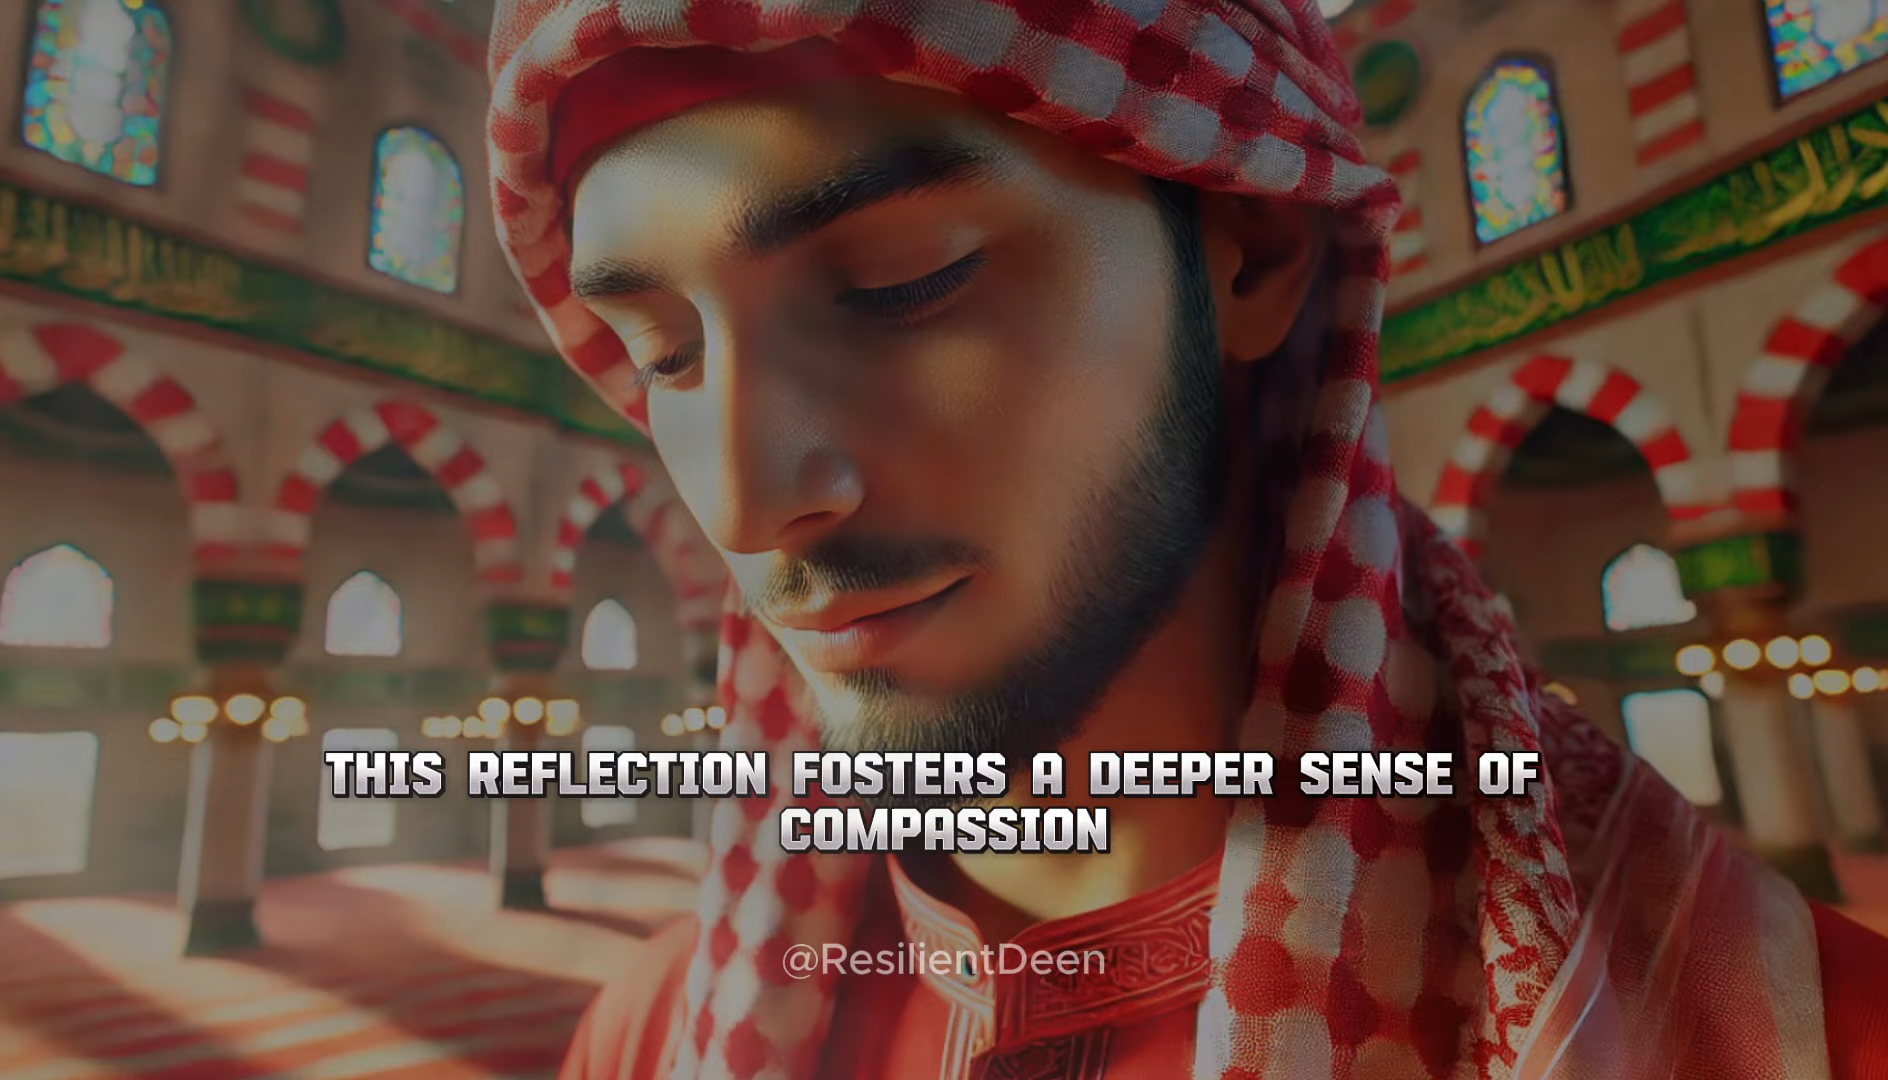 THIS REFLECTION FOSTERS A DEEPER SENSE OF
COMPASSION
@ResilientDeen